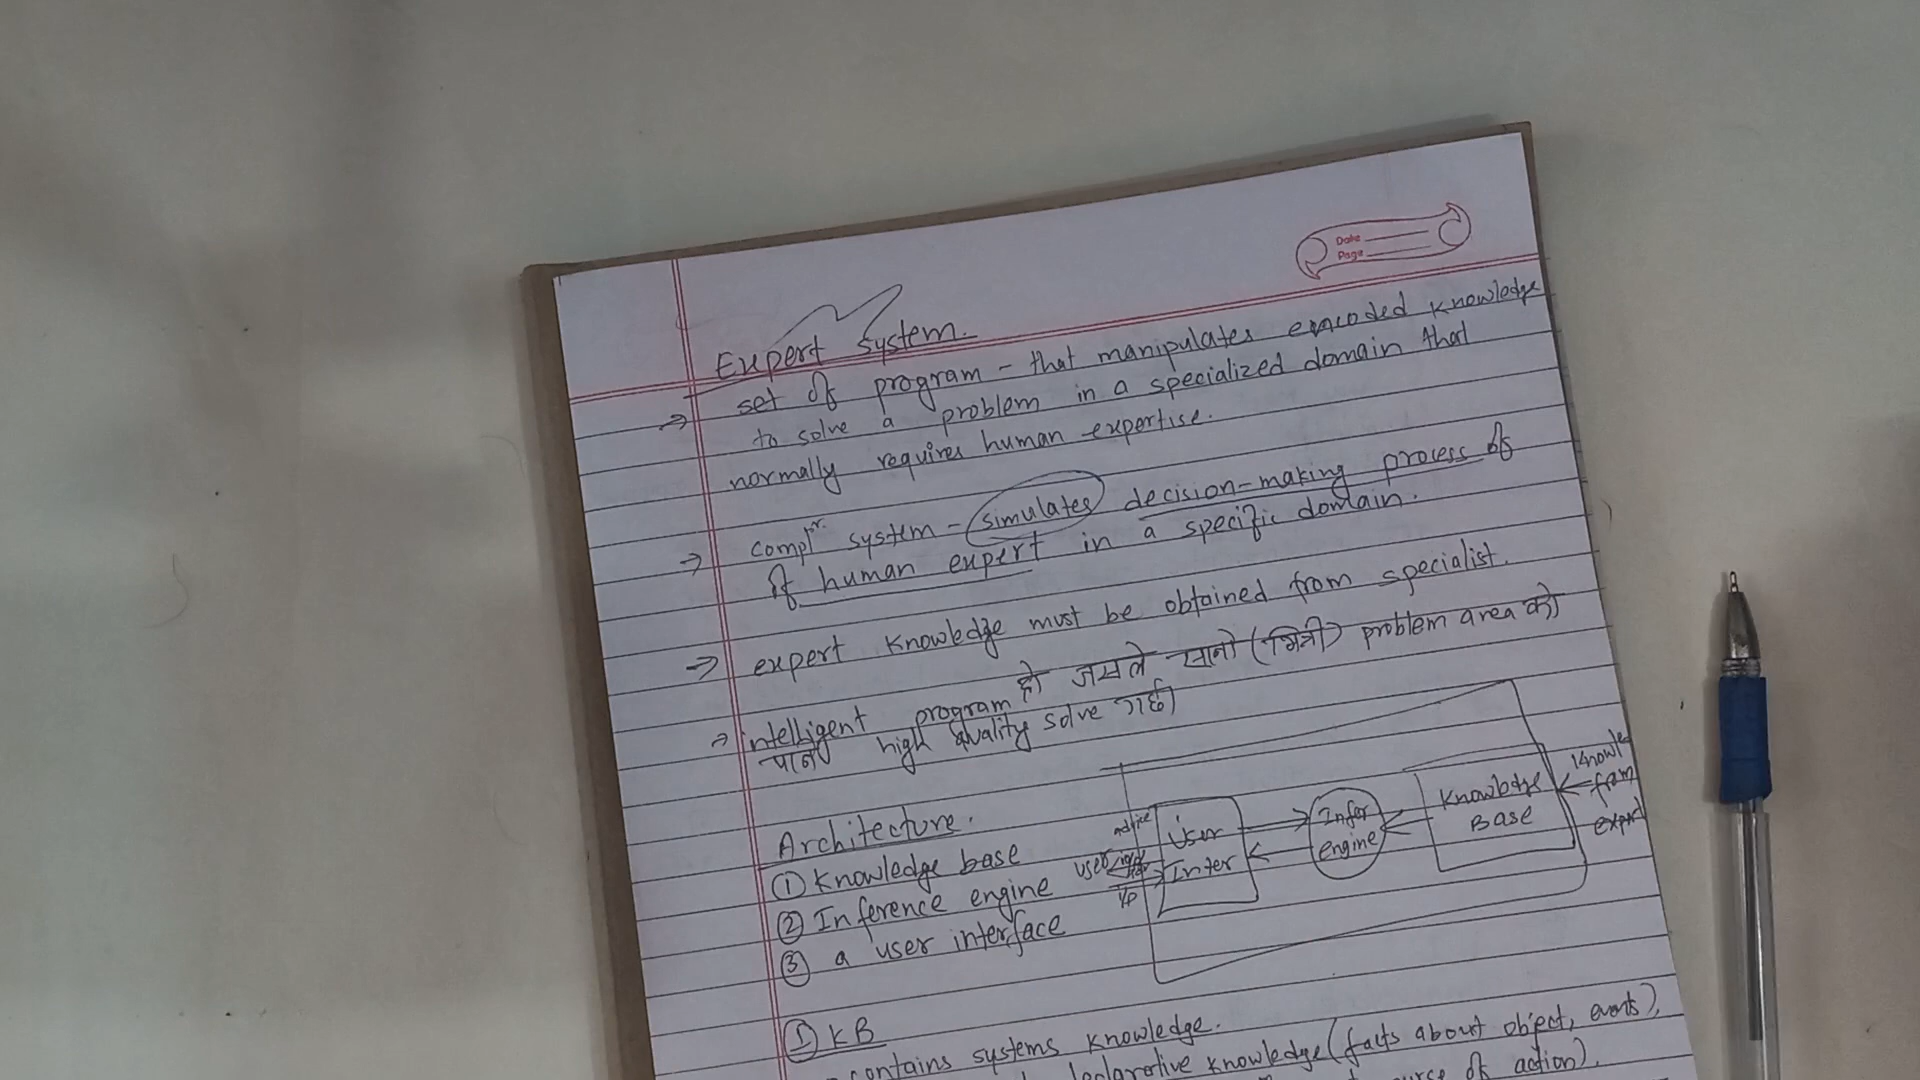 Date
Page
Expert System.
→ set of program - that manipulates encoded knowledge
to solve a problem in a specialized domain that
normally requires human expertise.
→ compr. system - simulates decision-making process of
of human expert in a specific domain.
→ expert knowledge must be obtained from specialist.
→ intelligent program हो जसले सानो (भित्री) problem area को
high quality solve गर्छ।
Architecture.
① Knowledge base
② Inference engine
③ a user interface
advice
user
I/p
User
Inter
Infer
engine
Knowledge
Base
Knowle
from
expert
① KB
contains systems knowledge.
declarative knowledge (facts about object, events),
course of action).